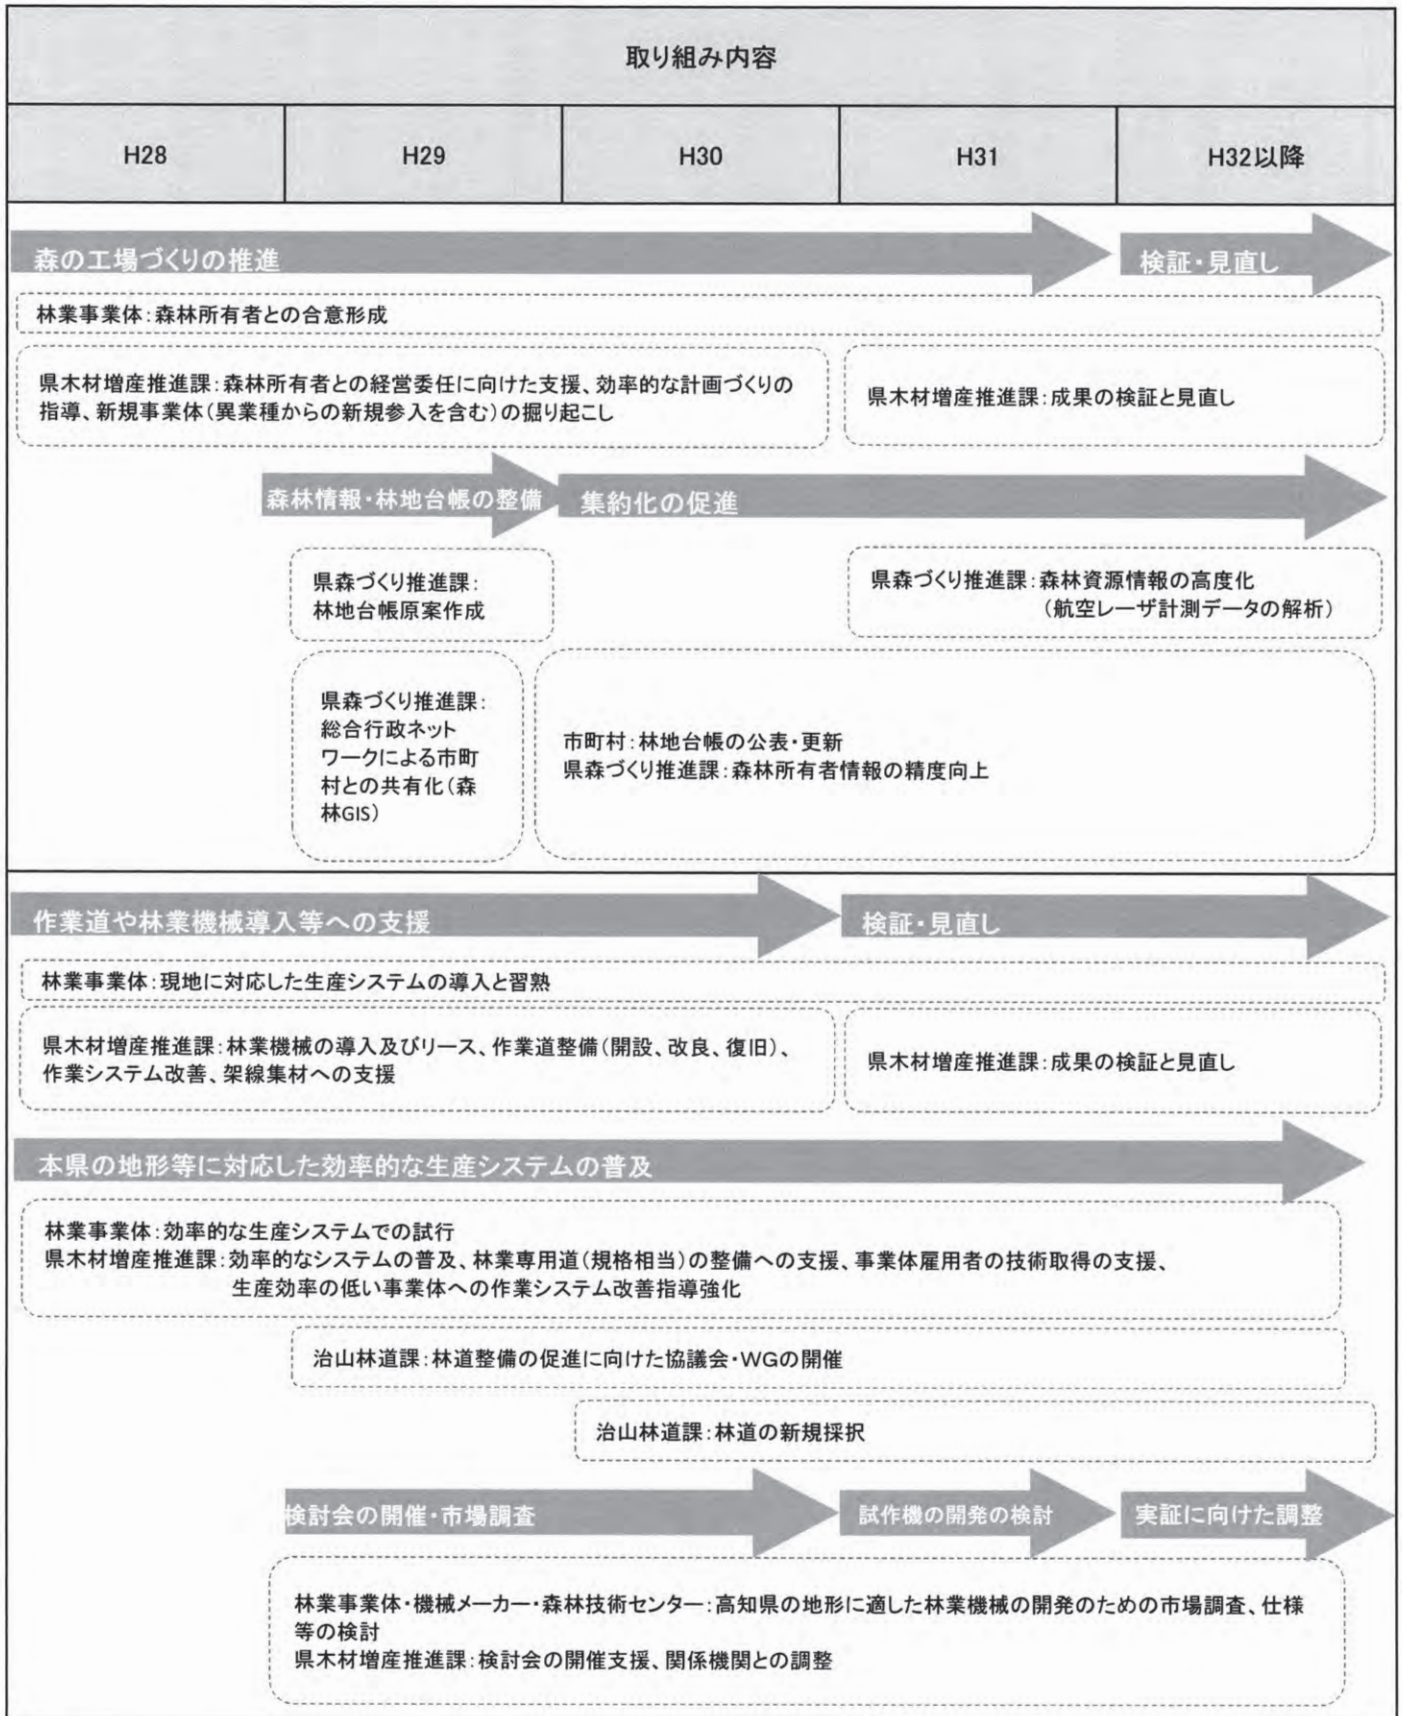 取り組み内容
H28
H29
H30
H31
H32以降
森の工場づくりの推進
検証・見直し
林業事業体：森林所有者との合意形成
県木材増産推進課：森林所有者との経営委任に向けた支援、効率的な計画づくりの
指導、新規事業体（異業種からの新規参入を含む）の掘り起こし
県木材増産推進課：成果の検証と見直し
森林情報・林地台帳の整備
集約化の促進
県森づくり推進課：
林地台帳原案作成
県森づくり推進課：森林資源情報の高度化
（航空レーザ計測データの解析）
県森づくり推進課：
総合行政ネット
ワークによる市町
村との共有化（森
林GIS）
市町村：林地台帳の公表・更新
県森づくり推進課：森林所有者情報の精度向上
作業道や林業機械導入等への支援
検証・見直し
林業事業体：現地に対応した生産システムの導入と習熟
県木材増産推進課：林業機械の導入及びリース、作業道整備（開設、改良、復旧）、
作業システム改善、架線集材への支援
県木材増産推進課：成果の検証と見直し
本県の地形等に対応した効率的な生産システムの普及
林業事業体：効率的な生産システムでの試行
県木材増産推進課：効率的なシステムの普及、林業専用道（規格相当）の整備への支援、事業体雇用者の技術取得の支援、
生産効率の低い事業体への作業システム改善指導強化
治山林道課：林道整備の促進に向けた協議会・WGの開催
治山林道課：林道の新規採択
検討会の開催・市場調査
試作機の開発の検討
実証に向けた調整
林業事業体・機械メーカー・森林技術センター：高知県の地形に適した林業機械の開発のための市場調査、仕様
等の検討
県木材増産推進課：検討会の開催支援、関係機関との調整